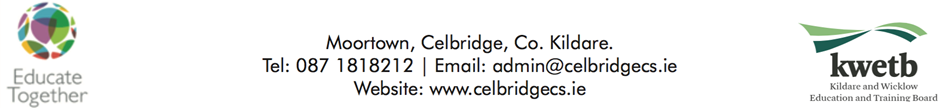 Educate
Together
Moortown, Celbridge, Co. Kildare.
Tel: 087 1818212 | Email: admin@celbridgecs.ie
Website: www.celbridgecs.ie
kwetb
Kildare and Wicklow
Education and Training Board